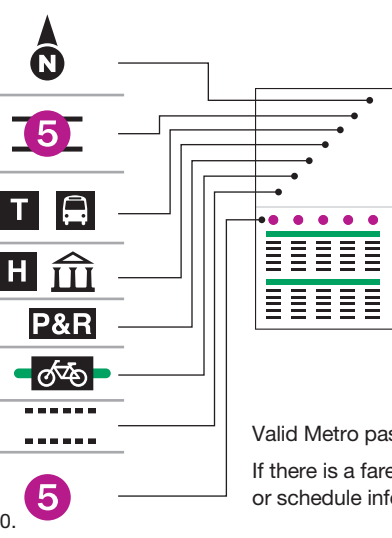 N
5
T
H
P&R
5
Valid Metro pas
If there is a fare
or schedule info
0.